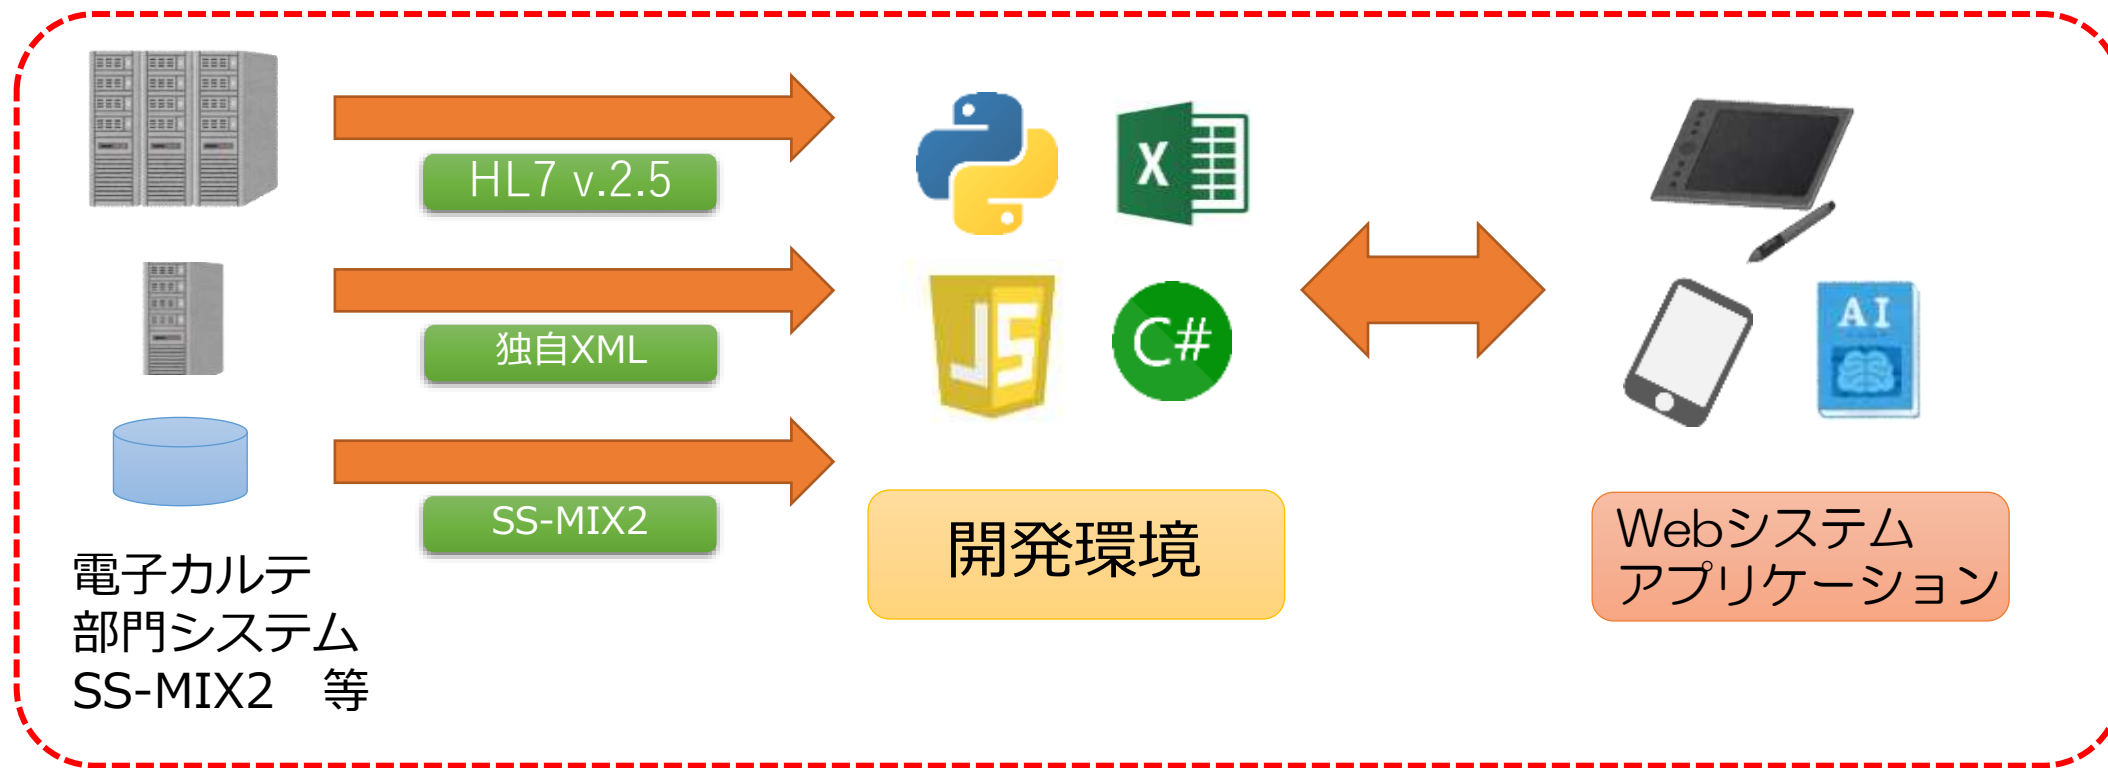 HL7 v.2.5
独自XML
SS-MIX2
電子カルテ
部門システム
SS-MIX2　等
X
JS
C#
開発環境
AI
Webシステム
アプリケーション